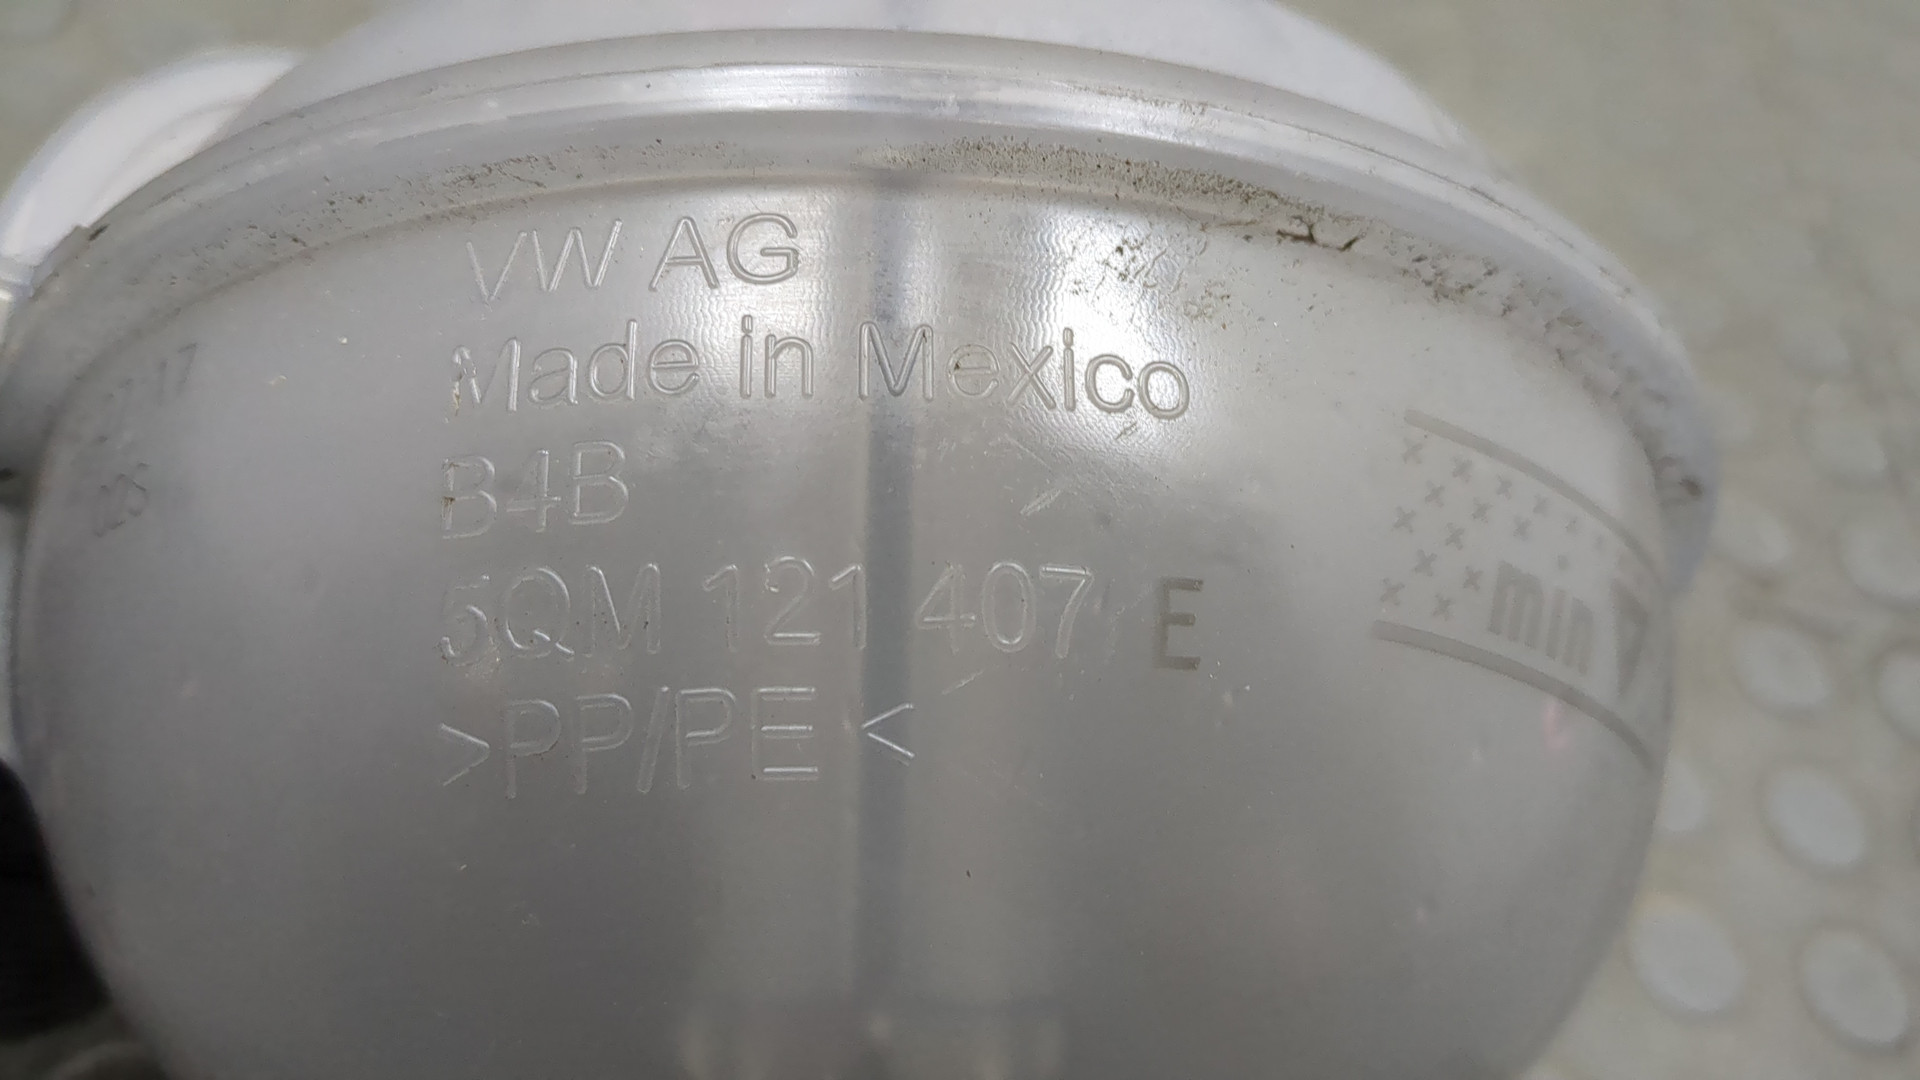 VW AG
Made in Mexico
B4B
5QM 121 407 E
>PP/PE<
min